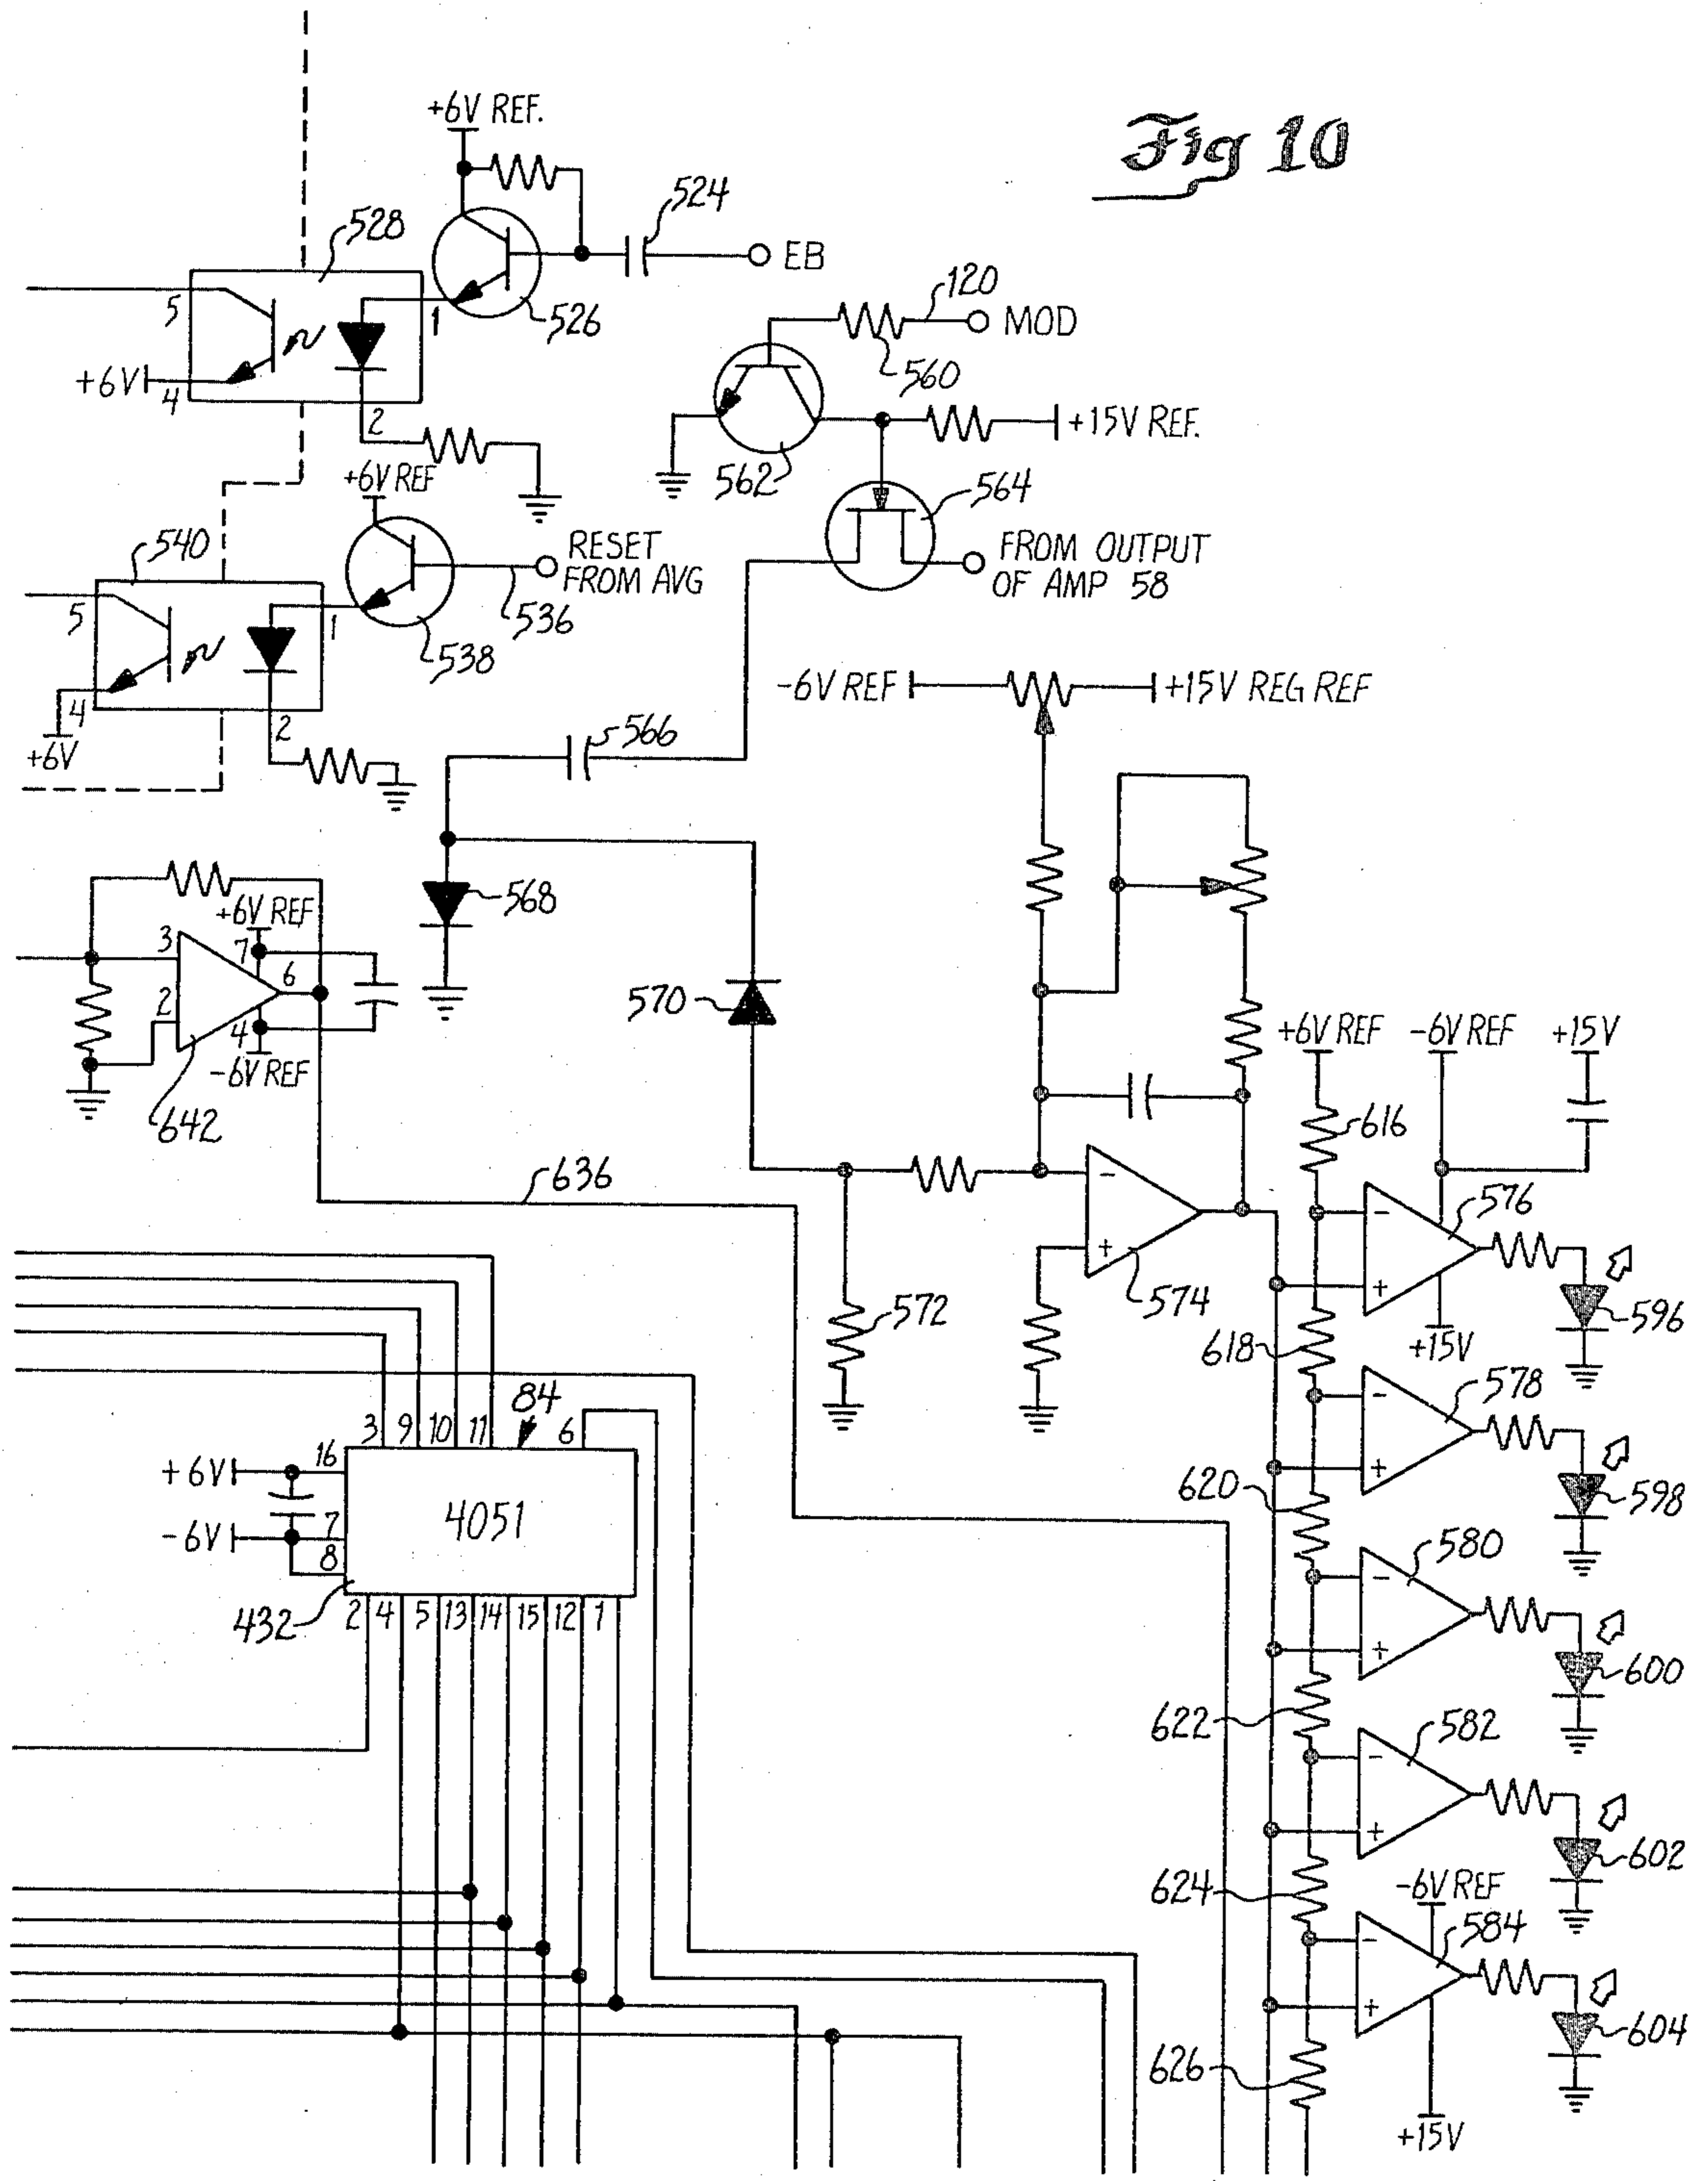 Fig 10
+6V REF.
524
528
EB
5
1
526
+6V
4
2
120
MOD
560
+15V REF.
562
564
+6V REF
540
RESET
FROM AVG
FROM OUTPUT
OF AMP 58
5
1
536
538
4
2
+6V
-6V REF
+15V REG REF
566
568
+6V REF
3
7
6
2
4
-6V REF
642
570
+6V REF
-6V REF
+15V
616
636
-
+
574
572
-
+
576
596
+15V
618
-
+
578
598
84
3 9 10 11 6
16
+6V
4051
-6V
7
8
432
2 4 5 13 14 15 12 1
620
-
+
580
600
622
-
+
582
602
624
-6V REF
-
+
584
604
626
+15V